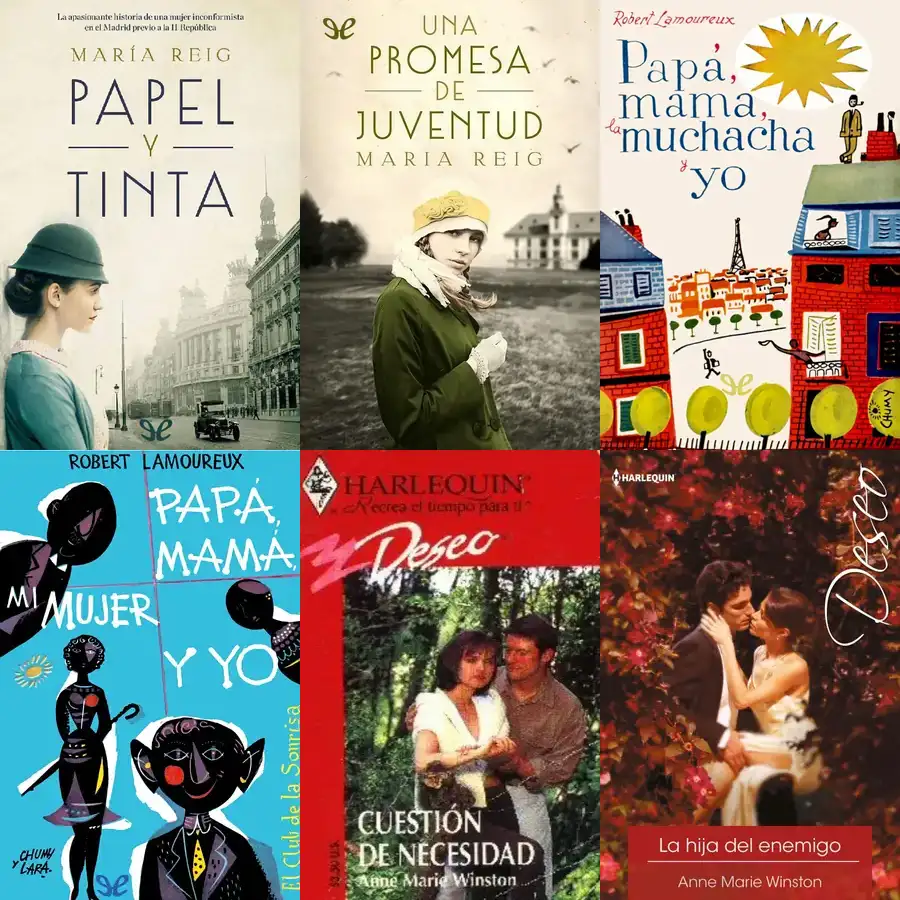 La apasionante historia de una mujer inconformista
en el Madrid previo a la II República
MARÍA REIG
PAPEL
Y
TINTA
UNA
PROMESA
DE
JUVENTUD
MARIA REIG
Robert Lamoureux
Papá,
mamá,
la muchacha
y yo
CHUMY
ROBERT LAMOUREUX
PAPÁ,
MAMÁ,
MI MUJER
Y YO
El Club de la Sonrisa
CHUMY
Y LARA.
HARLEQUIN
Recrea el tiempo para ti
Deseo
CUESTIÓN
DE NECESIDAD
Anne Marie Winston
HARLEQUIN
Deseo
La hija del enemigo
Anne Marie Winston